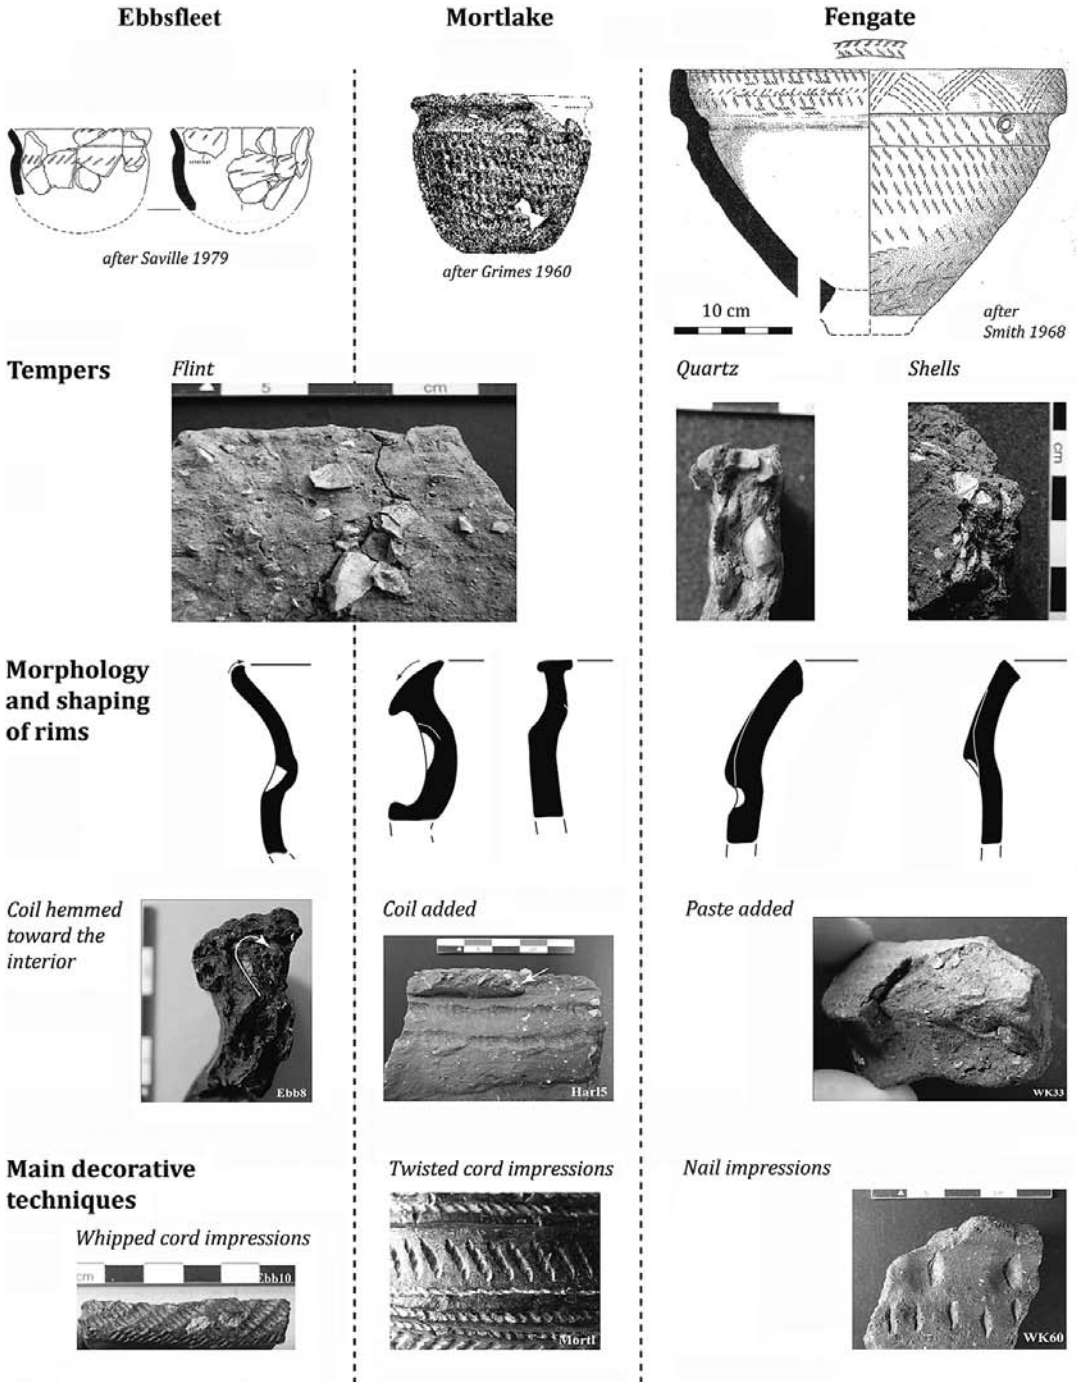 Ebbsfleet
Mortlake
Fengate
after Saville 1979
after Grimes 1960
10 cm
after
Smith 1968
Tempers
Flint
Quartz
Shells
5
cm
cm
Morphology
and shaping
of rims
Coil hemmed
toward the
interior
Coil added
Paste added
Ebb8
Harl5
WK33
Main decorative
techniques
Whipped cord impressions
Twisted cord impressions
Nail impressions
cm
Ebb10
Mortl
WK60